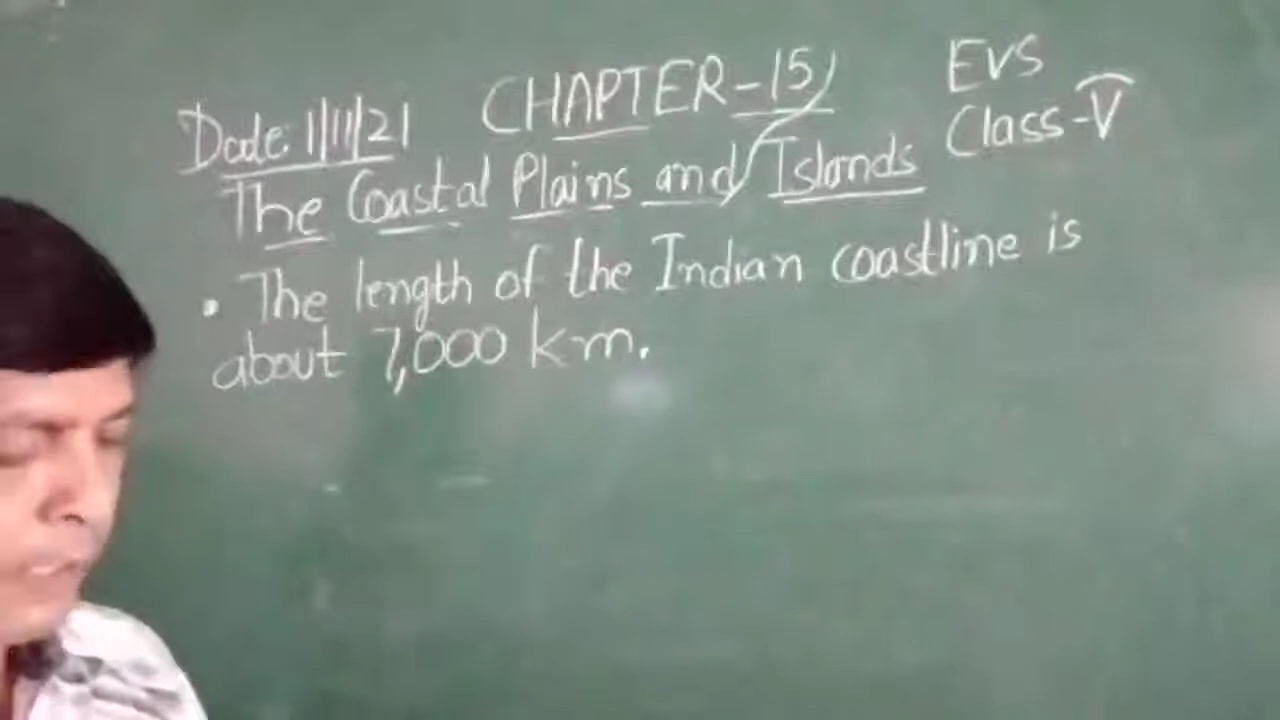 CHAPTER-15
EVS
Date: 1/11/21
Class-V
The Coastal Plains and Islands
• The length of the Indian coastline is
about 7,000 km.